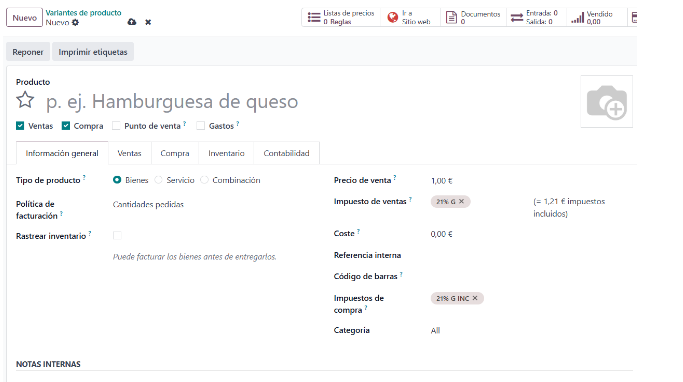 Nuevo
Variantes de producto
Nuevo
Listas de precios
0 Reglas
Ir a
Sitio web
Documentos
0
Entrada: 0
Salida: 0
Vendido
0,00
Reponer
Imprimir etiquetas
Producto
p. ej. Hamburguesa de queso
Ventas
Compra
Punto de venta ?
Gastos ?
Información general
Ventas
Compra
Inventario
Contabilidad
Tipo de producto ?
Bienes
Servicio
Combinación
Política de
facturación ?
Cantidades pedidas
Rastrear inventario ?
Puede facturar los bienes antes de entregarlos.
Precio de venta ?
1,00 €
Impuesto de ventas ?
21% G ×
(= 1,21 € impuestos
incluidos)
Coste ?
0,00 €
Referencia interna
Código de barras ?
Impuestos de
compra ?
21% G INC ×
Categoría
All
NOTAS INTERNAS